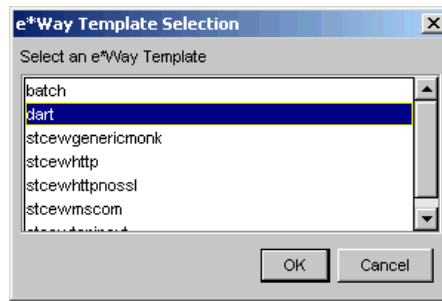 e*Way Template Selection
Select an e*Way Template
batch
dart
stcewgenericmonk
stcewhttp
stcewhttpnossl
stcewmscom
OK
Cancel